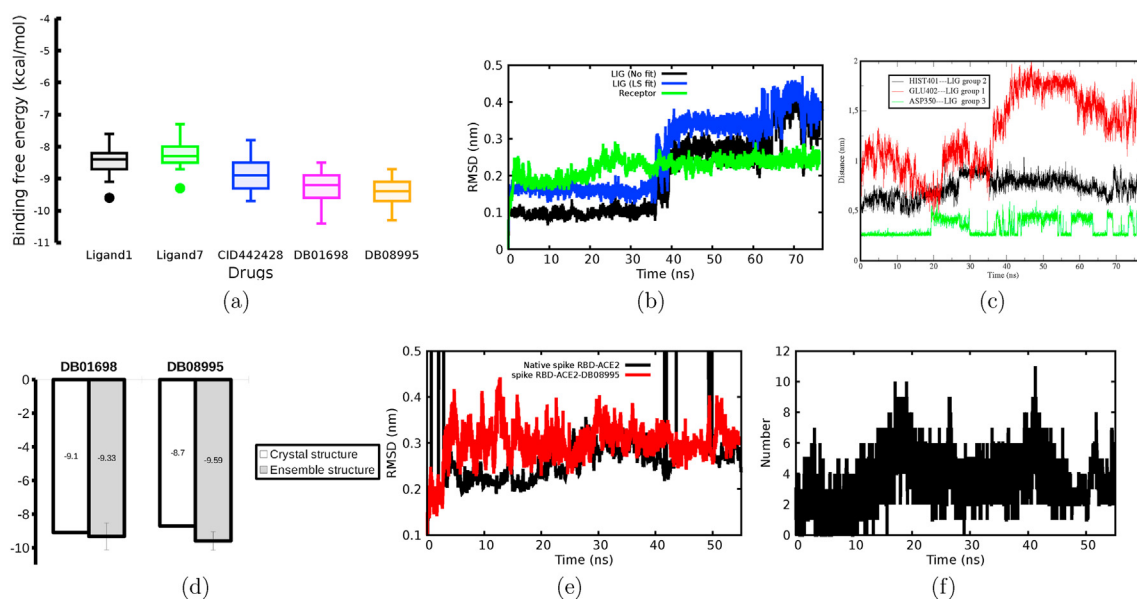 -4
-5
-6
-7
-8
-9
-10
-11
Binding free energy (kcal/mol)
Ligand1 Ligand7 CID442428 DB01698 DB08995
Drugs
(a)
0.5
0.4
0.3
0.2
0.1
0
RMSD (nm)
LIG (No fit)
LIG (LS fit)
Receptor
0 10 20 30 40 50 60 70
Time (ns)
(b)
2
1,5
1
0,5
0
Distance (nm)
HIST401---LIG group 2
GLU402---LIG group 1
ASP350---LIG group 3
0 10 20 30 40 50 60 70
Time (ns)
(c)
DB01698 DB08995
0
-2
-4
-6
-8
-10
-9.1 -9.33 -8.7 -9.59
Crystal structure
Ensemble structure
(d)
0.5
0.4
0.3
0.2
0.1
RMSD (nm)
Native spike RBD-ACE2
spike RBD-ACE2-DB08995
0 10 20 30 40 50
Time (ns)
(e)
12
10
8
6
4
2
0
Number
0 10 20 30 40 50
Time (ns)
(f)